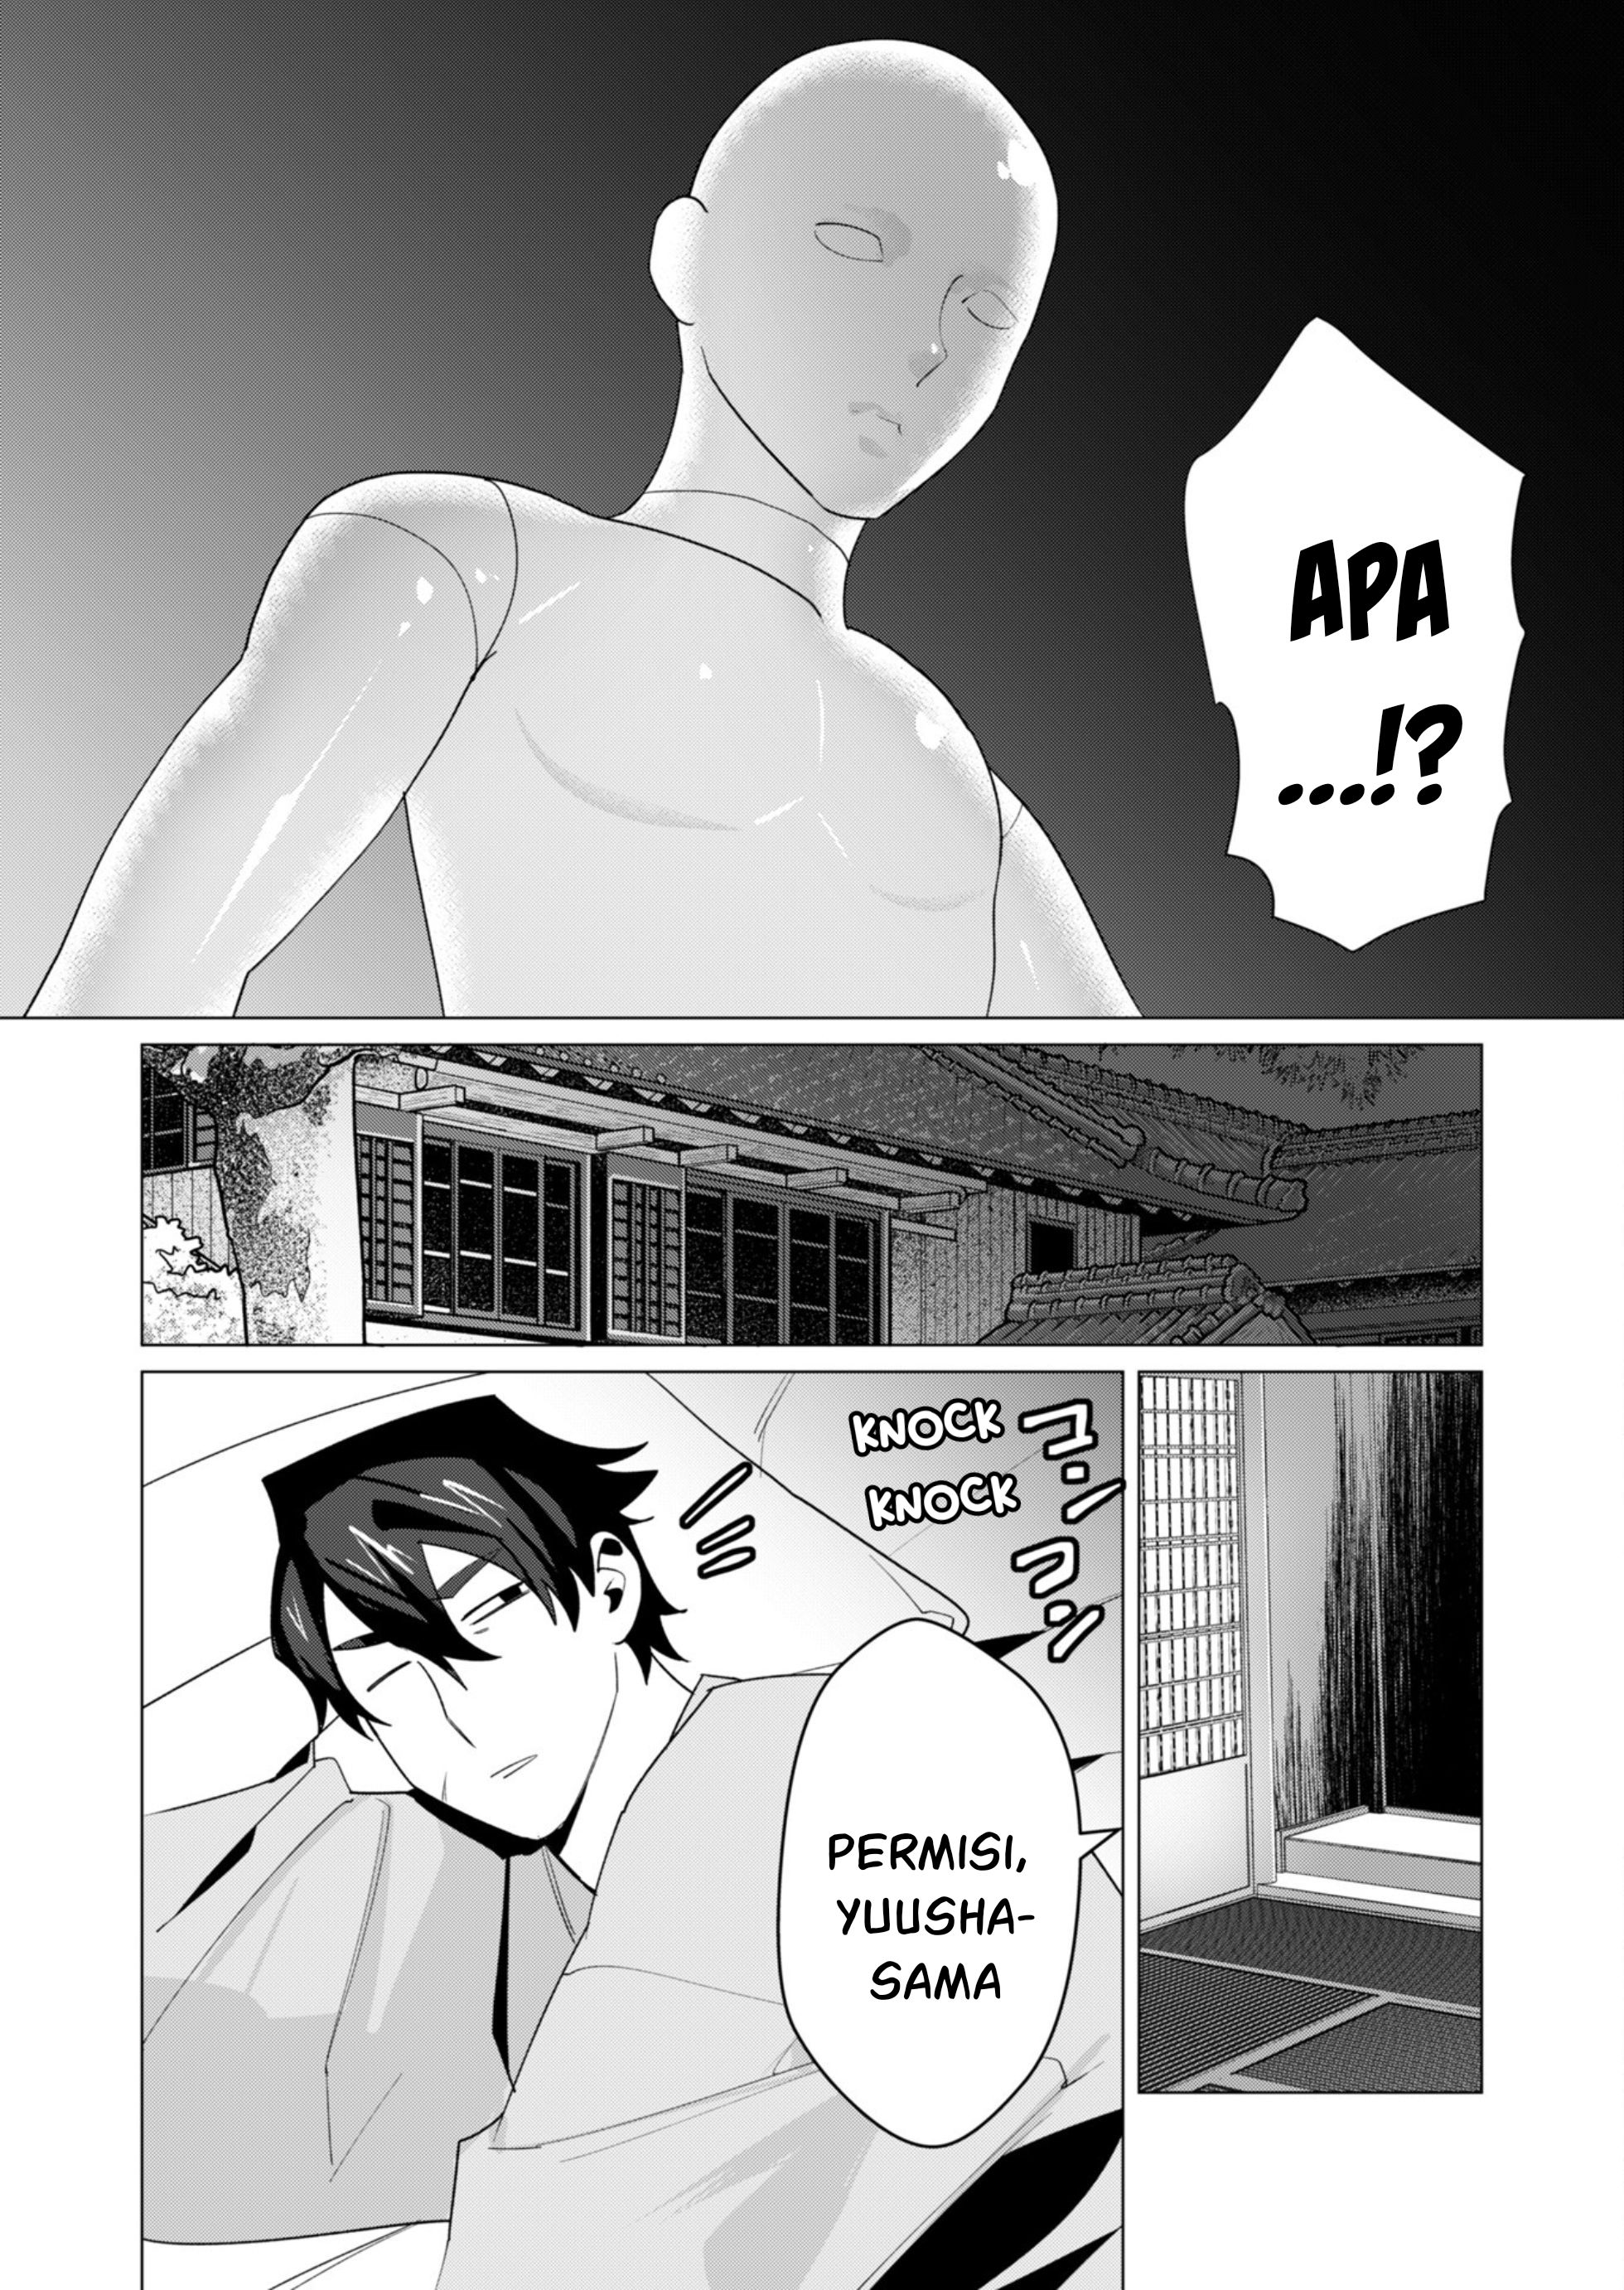 APA
....!?
KNOCK
KNOCK
コン
コン
PERMISI,
YUUSHA-
SAMA